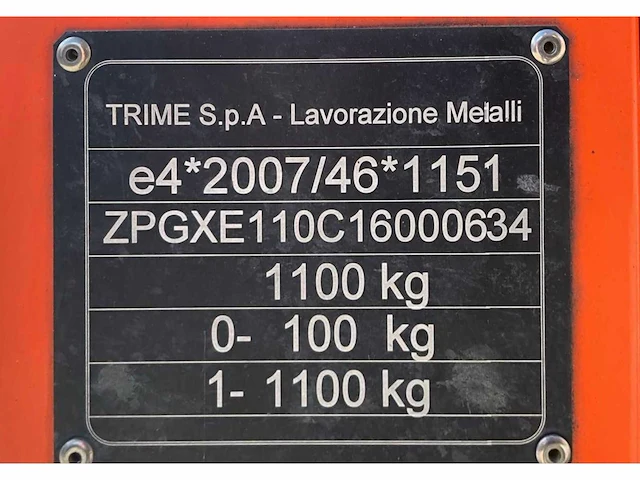 TRIME S.p.A - Lavorazione Metalli
e4*2007/46*1151
ZPGXE110C16000634
1100 kg
0- 100 kg
1- 1100 kg